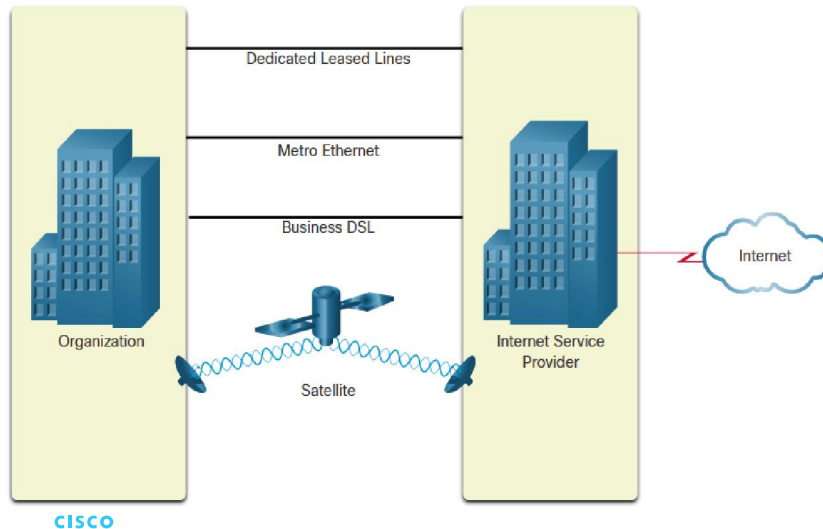 Dedicated Leased Lines
Metro Ethernet
Business DSL
Internet
Organization
Internet Service
Provider
Satellite
CISCO